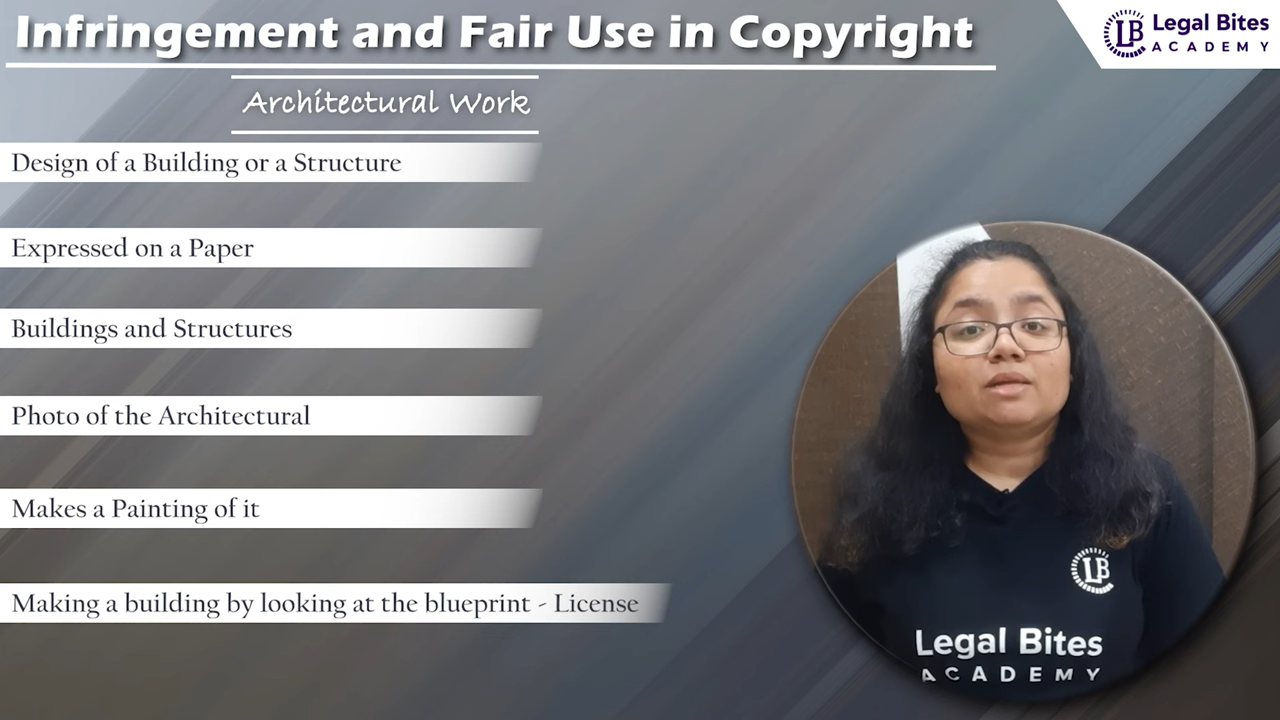 Infringement and Fair Use in Copyright
Legal Bites
ACADEMY
Architectural Work
Design of a Building or a Structure
Expressed on a Paper
Buildings and Structures
Photo of the Architectural
Makes a Painting of it
Making a building by looking at the blueprint - License
LB
Legal Bites
ACADEMY